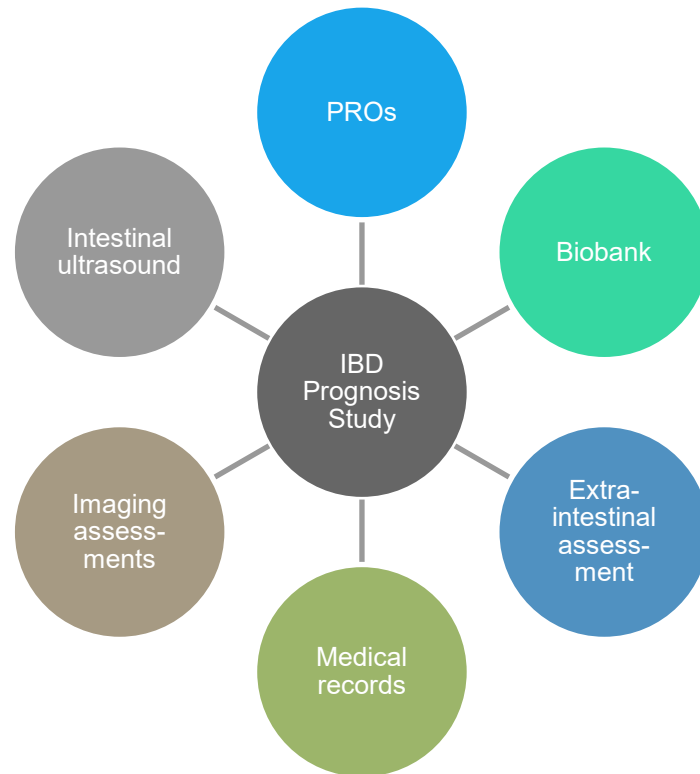 PROs
Intestinal
ultrasound
Biobank
IBD
Prognosis
Study
Imaging
assess-
ments
Extra-
intestinal
assess-
ment
Medical
records